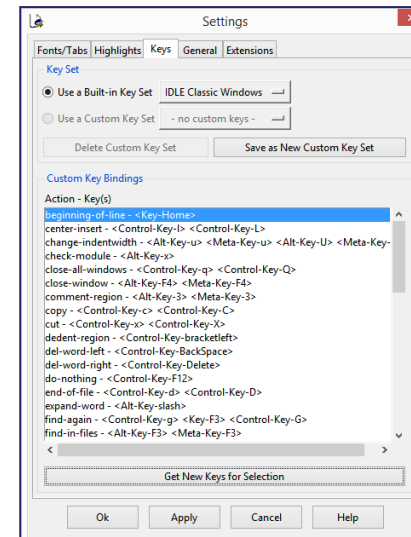 Settings
Fonts/Tabs Highlights Keys General Extensions
Key Set
Use a Built-in Key Set IDLE Classic Windows
Use a Custom Key Set - no custom keys -
Delete Custom Key Set Save as New Custom Key Set
Custom Key Bindings
Action - Key(s)
beginning-of-line - <Key-Home>
center-insert - <Control-Key-l> <Control-Key-L>
change-indentwidth - <Alt-Key-u> <Meta-Key-u> <Alt-Key-U> <Meta-Key-
check-module - <Alt-Key-x>
close-all-windows - <Control-Key-q> <Control-Key-Q>
close-window - <Alt-Key-F4> <Meta-Key-F4>
comment-region - <Alt-Key-3> <Meta-Key-3>
copy - <Control-Key-c> <Control-Key-C>
cut - <Control-Key-x> <Control-Key-X>
dedent-region - <Control-Key-bracketleft>
del-word-left - <Control-Key-BackSpace>
del-word-right - <Control-Key-Delete>
do-nothing - <Control-Key-F12>
end-of-file - <Control-Key-d> <Control-Key-D>
expand-word - <Alt-Key-slash>
find-again - <Control-Key-g> <Key-F3> <Control-Key-G>
find-in-files - <Alt-Key-F3> <Meta-Key-F3>
Get New Keys for Selection
Ok Apply Cancel Help